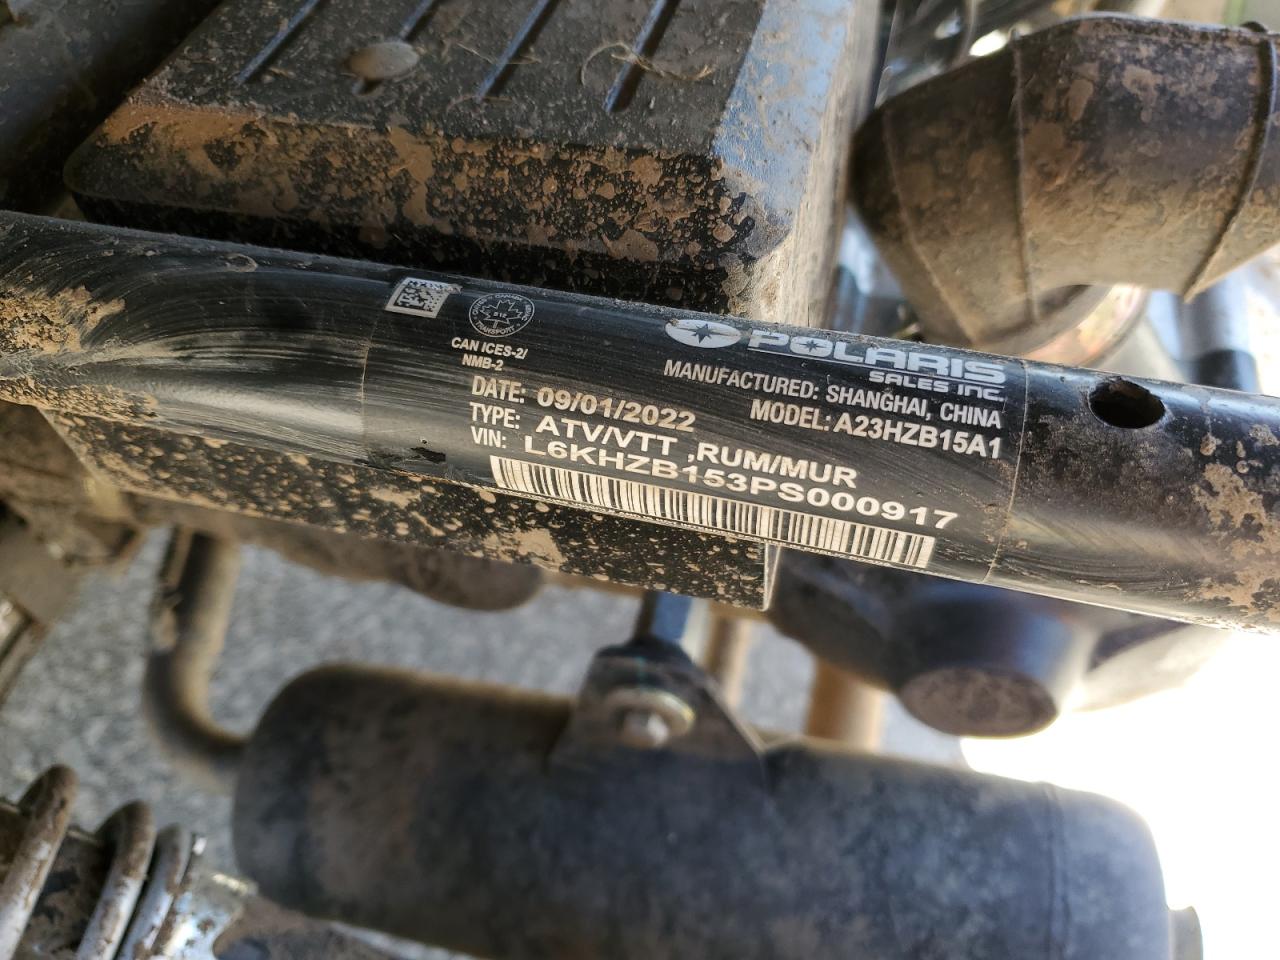 POLARIS
SALES INC.
CAN ICES-2/
NMB-2
MANUFACTURED: SHANGHAI, CHINA
DATE: 09/01/2022
MODEL: A23HZB15A1
TYPE: ATV/VTT ,RUM/MUR
VIN: L6KHZB153PS000917